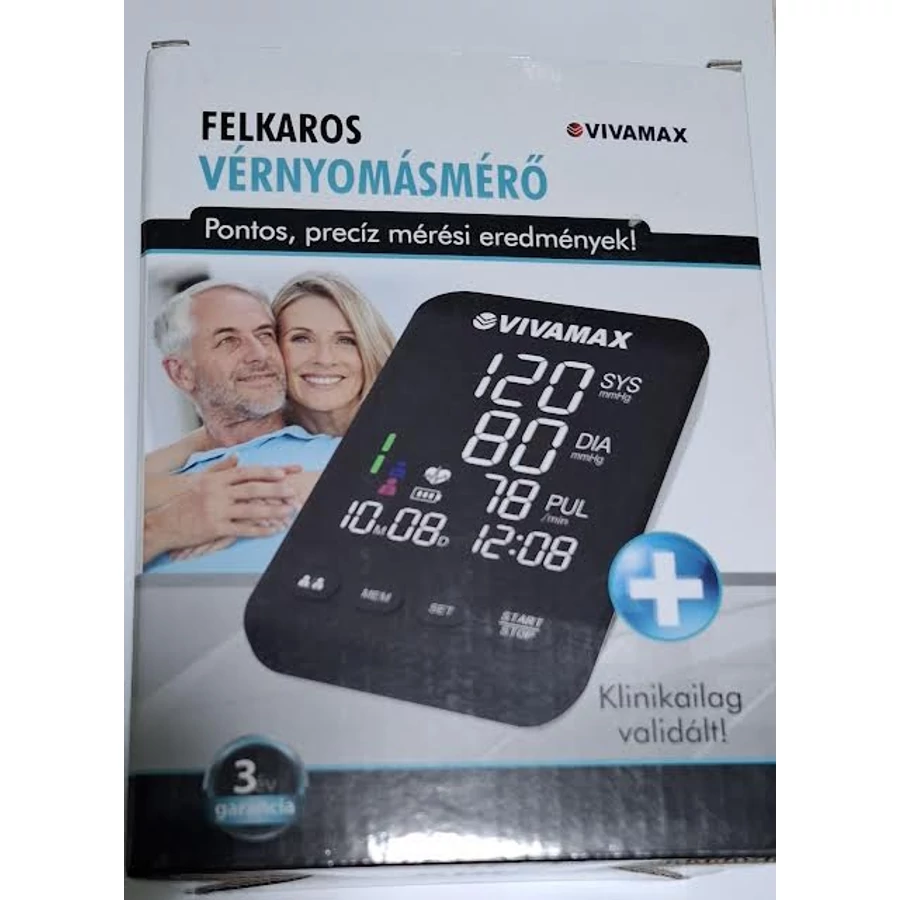 FELKAROS
VIVAMAX
VÉRNYOMÁSMÉRŐ
Pontos, precíz mérési eredmények!
VIVAMAX
120 SYS
mmHg
80 DIA
mmHg
78 PUL
/min
10M08D 12:08
MEM
SET
START
STOP
Klinikailag
validált!
3 év
garancia